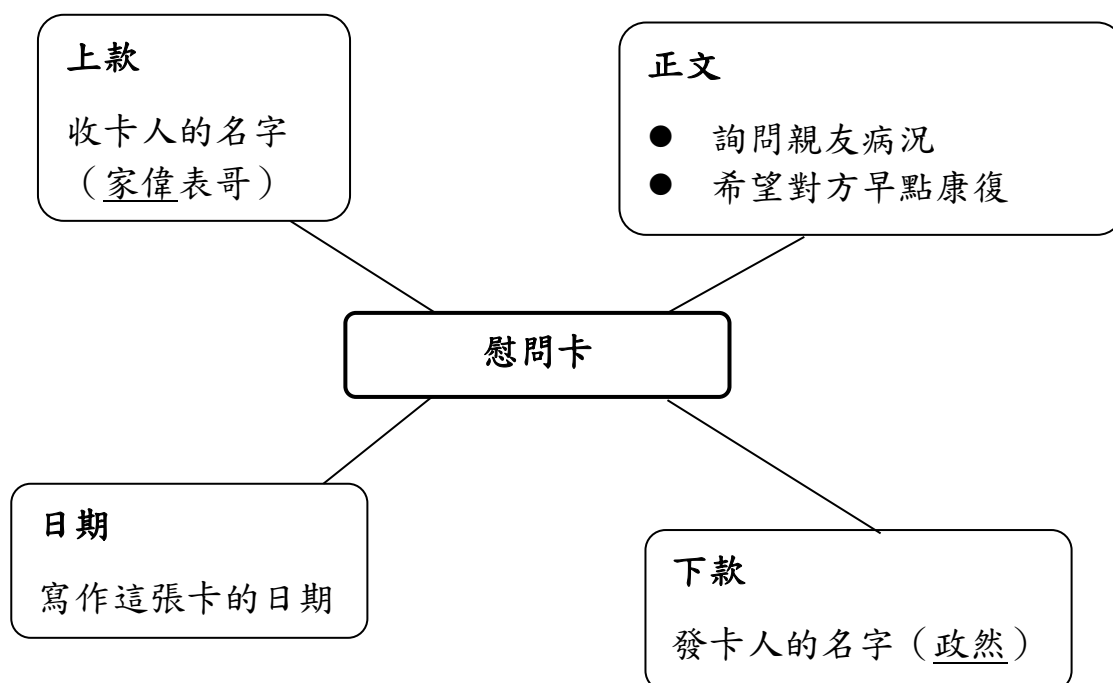 上款
收卡人的名字
（家偉表哥）
正文
● 詢問親友病況
● 希望對方早點康復
慰問卡
日期
寫作這張卡的日期
下款
發卡人的名字（政然）